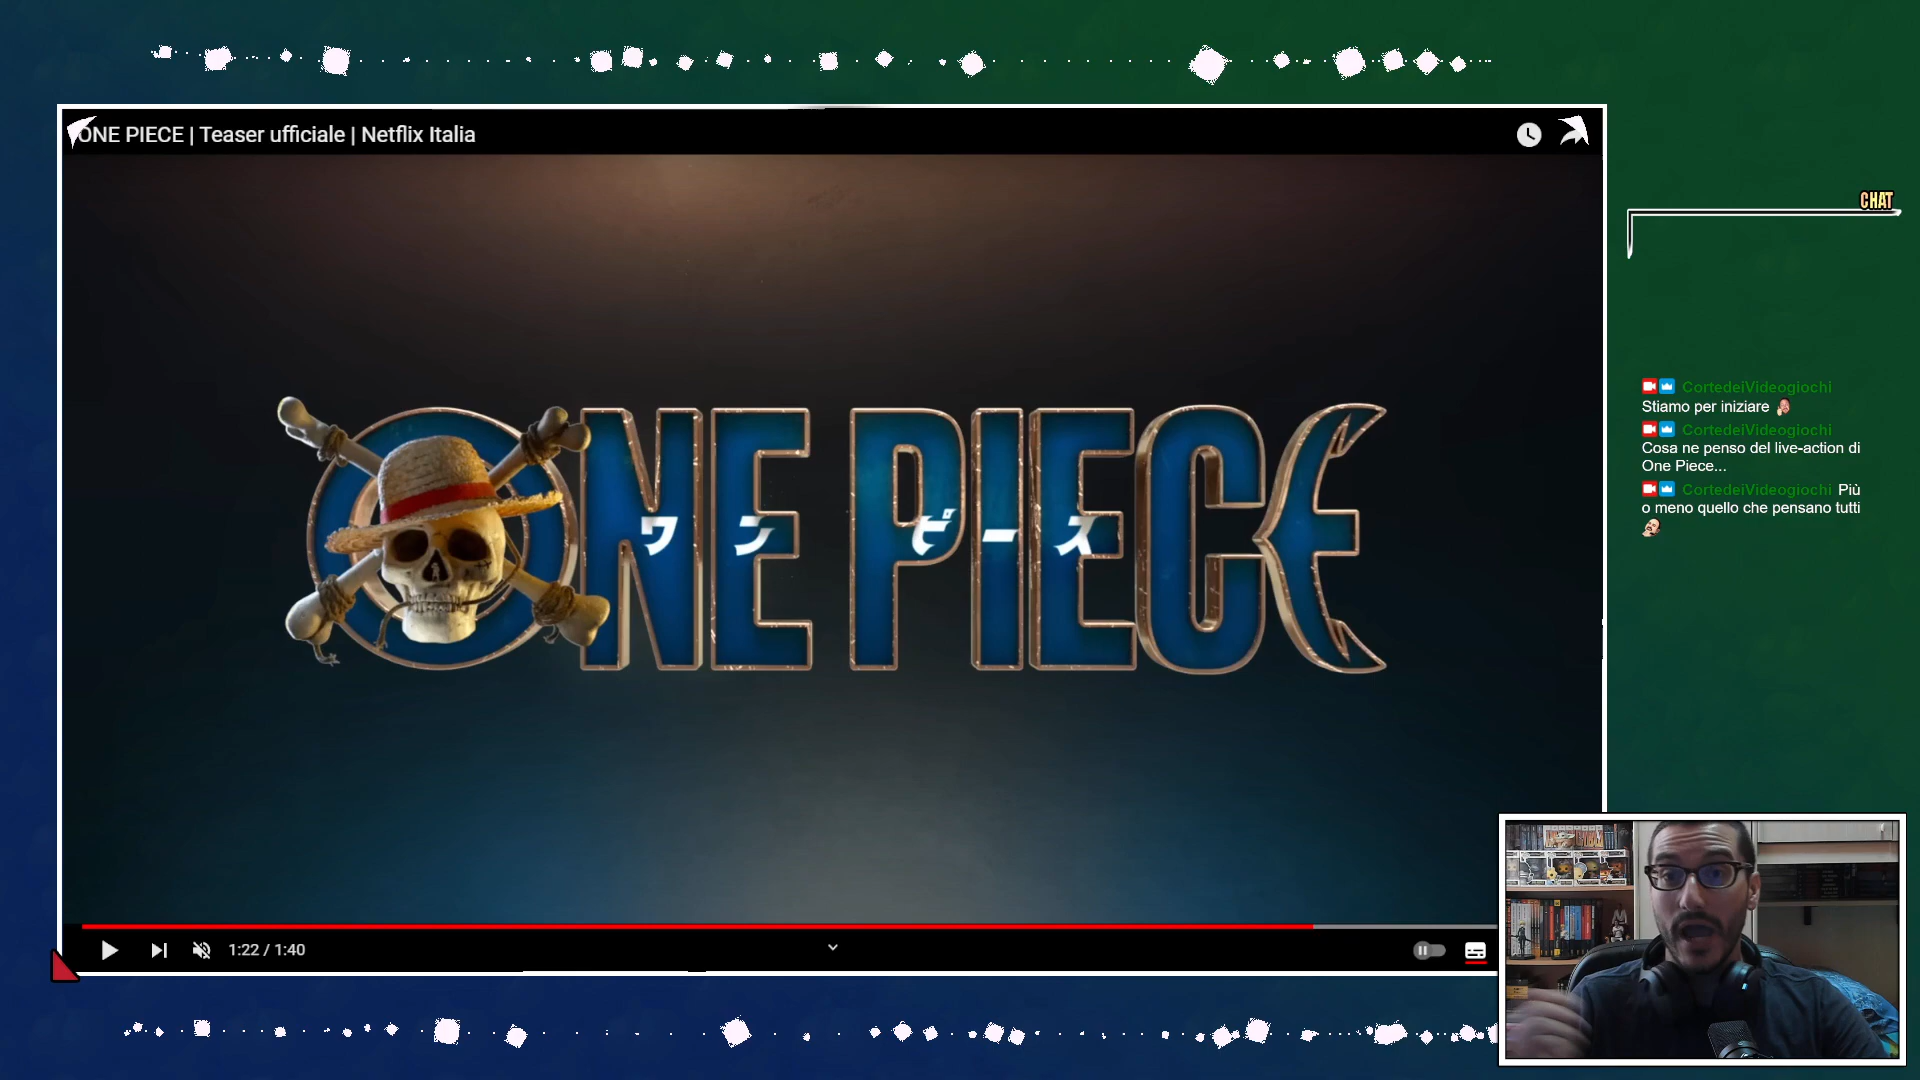 ONE PIECE | Teaser ufficiale | Netflix Italia
CHAT
ONE PIECE
ワンピース
CortedeiVideogiochi
Stiamo per iniziare
CortedeiVideogiochi
Cosa ne penso del live-action di
One Piece...
CortedeiVideogiochi Più
o meno quello che pensano tutti
1:22 / 1:40